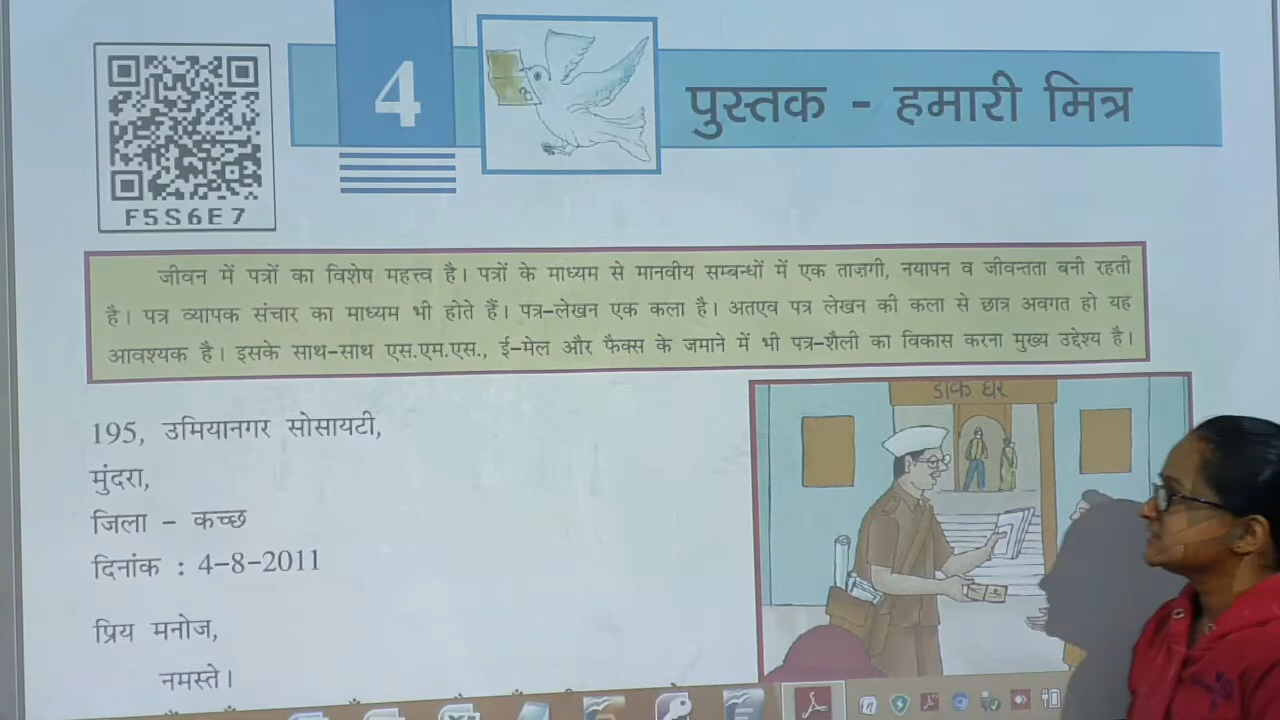 4
पुस्तक - हमारी मित्र
F5S6E7
जीवन में पत्रों का विशेष महत्त्व है। पत्रों के माध्यम से मानवीय सम्बन्धों में एक ताज़गी, नयापन व जीवन्तता बनी रहती
है। पत्र व्यापक संचार का माध्यम भी होते हैं। पत्र-लेखन एक कला है। अतएव पत्र लेखन की कला से छात्र अवगत हो यह
आवश्यक है। इसके साथ-साथ एस.एम.एस., ई-मेल और फैक्स के जमाने में भी पत्र-शैली का विकास करना मुख्य उद्देश्य है।
डाक घर
195, उमियानगर सोसायटी,
मुंदरा,
जिला - कच्छ
दिनांक : 4-8-2011
प्रिय मनोज,
नमस्ते।